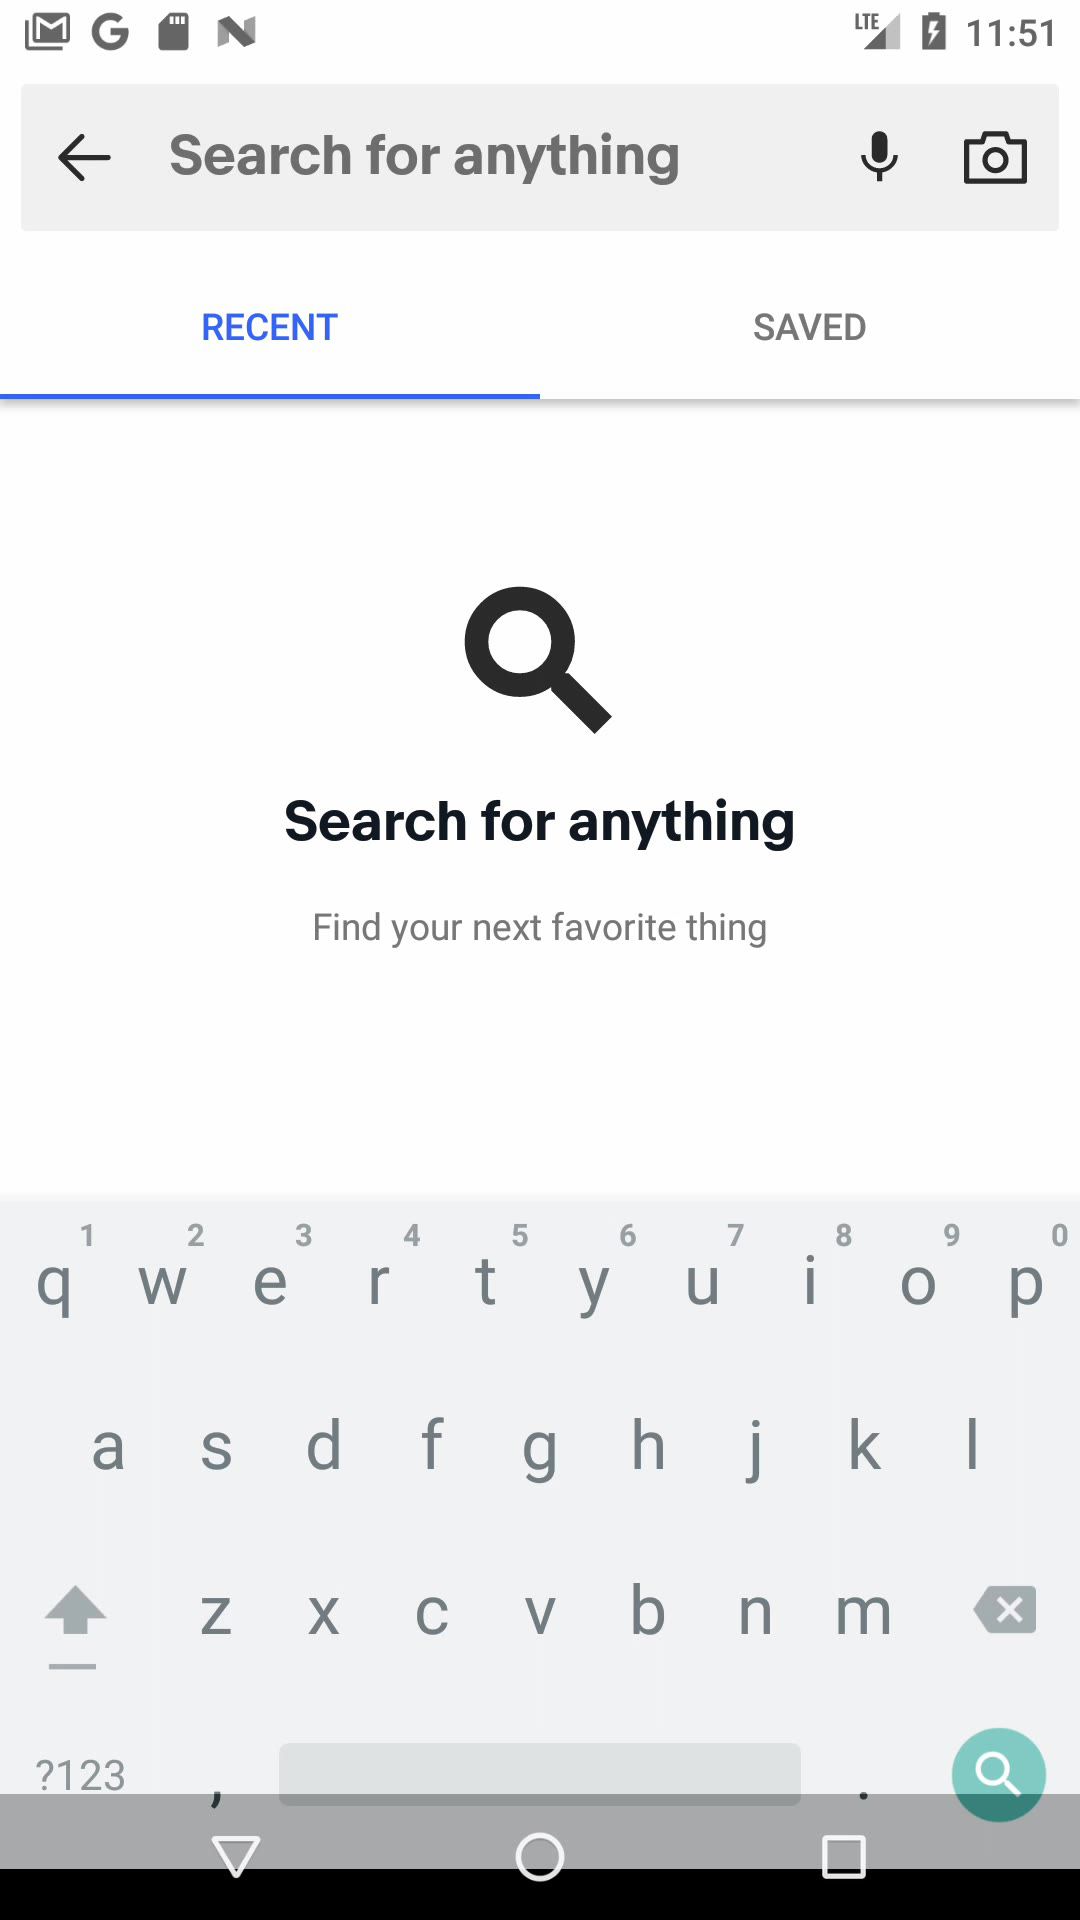 LTE 11:51
Search for anything
RECENT SAVED
Search for anything
Find your next favorite thing
1 2 3 4 5 6 7 8 9 0
q w e r t y u i o p
a s d f g h j k l
z x c v b n m
?123 , .